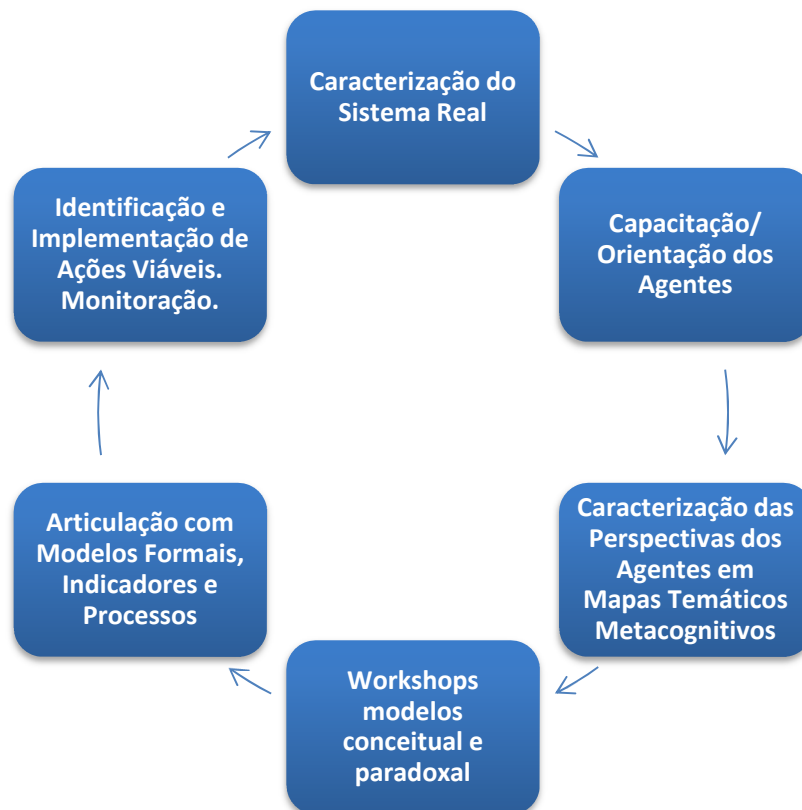 Caracterização do
Sistema Real
Capacitação/
Orientação dos
Agentes
Caracterização das
Perspectivas dos
Agentes em
Mapas Temáticos
Metacognitivos
Workshops
modelos
conceitual e
paradoxal
Articulação com
Modelos Formais,
Indicadores e
Processos
Identificação e
Implementação de
Ações Viáveis.
Monitoração.